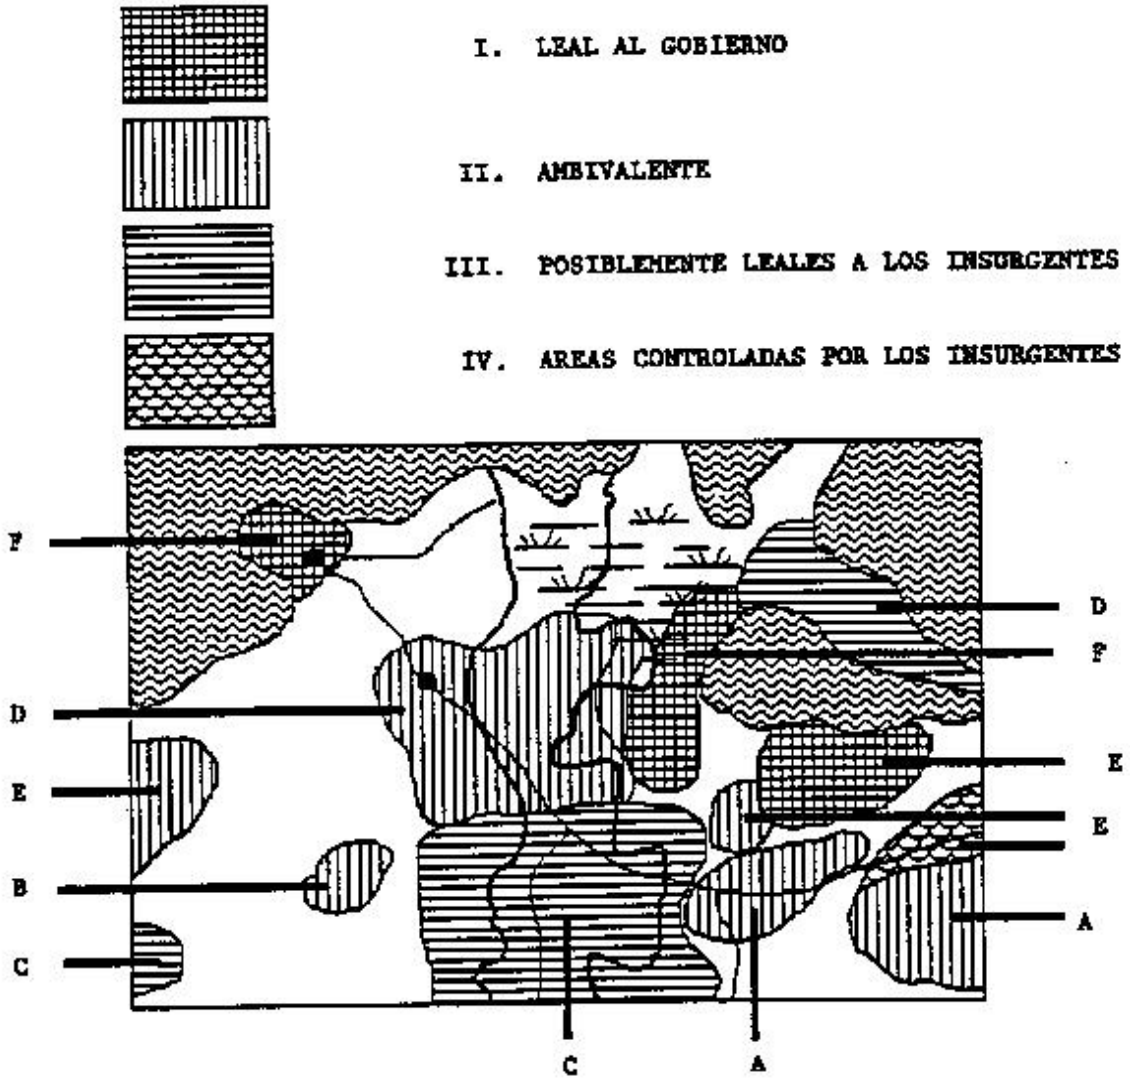 I. LEAL AL GOBIERNO
II. AMBIVALENTE
III. POSIBLEMENTE LEALES A LOS INSURGENTES
IV. AREAS CONTROLADAS POR LOS INSURGENTES
F
D
F
D
E
E
E
B
A
C
C
A